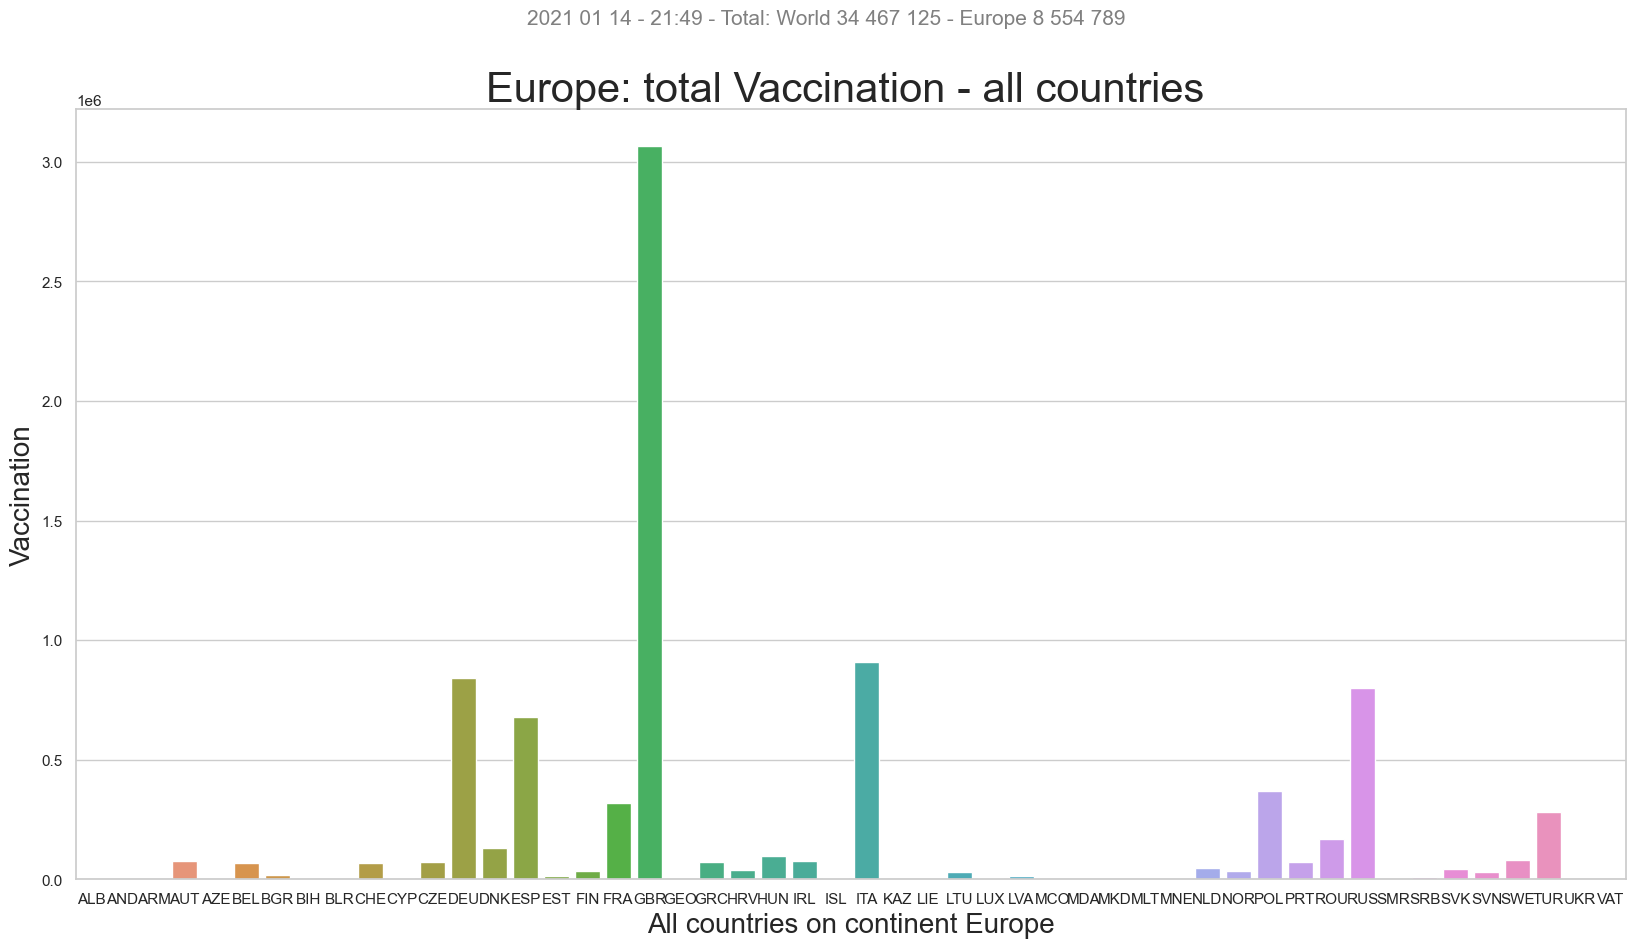 2021 01 14 - 21:49 - Total: World 34 467 125 - Europe 8 554 789
Europe: total Vaccination - all countries
1e6
3.0
2.5
2.0
1.5
1.0
0.5
0.0
Vaccination
ALB AND ARM AUT AZE BEL BGR BIH BLR CHE CYP CZE DEU DNK ESP EST FIN FRA GBR GEO GRC HRV HUN IRL ISL ITA KAZ LIE LTU LUX LVA MCO MDA MKD MLT MNE NLD NOR POL PRT ROU RUS SMR SRB SVK SVN SWE TUR UKR VAT
All countries on continent Europe